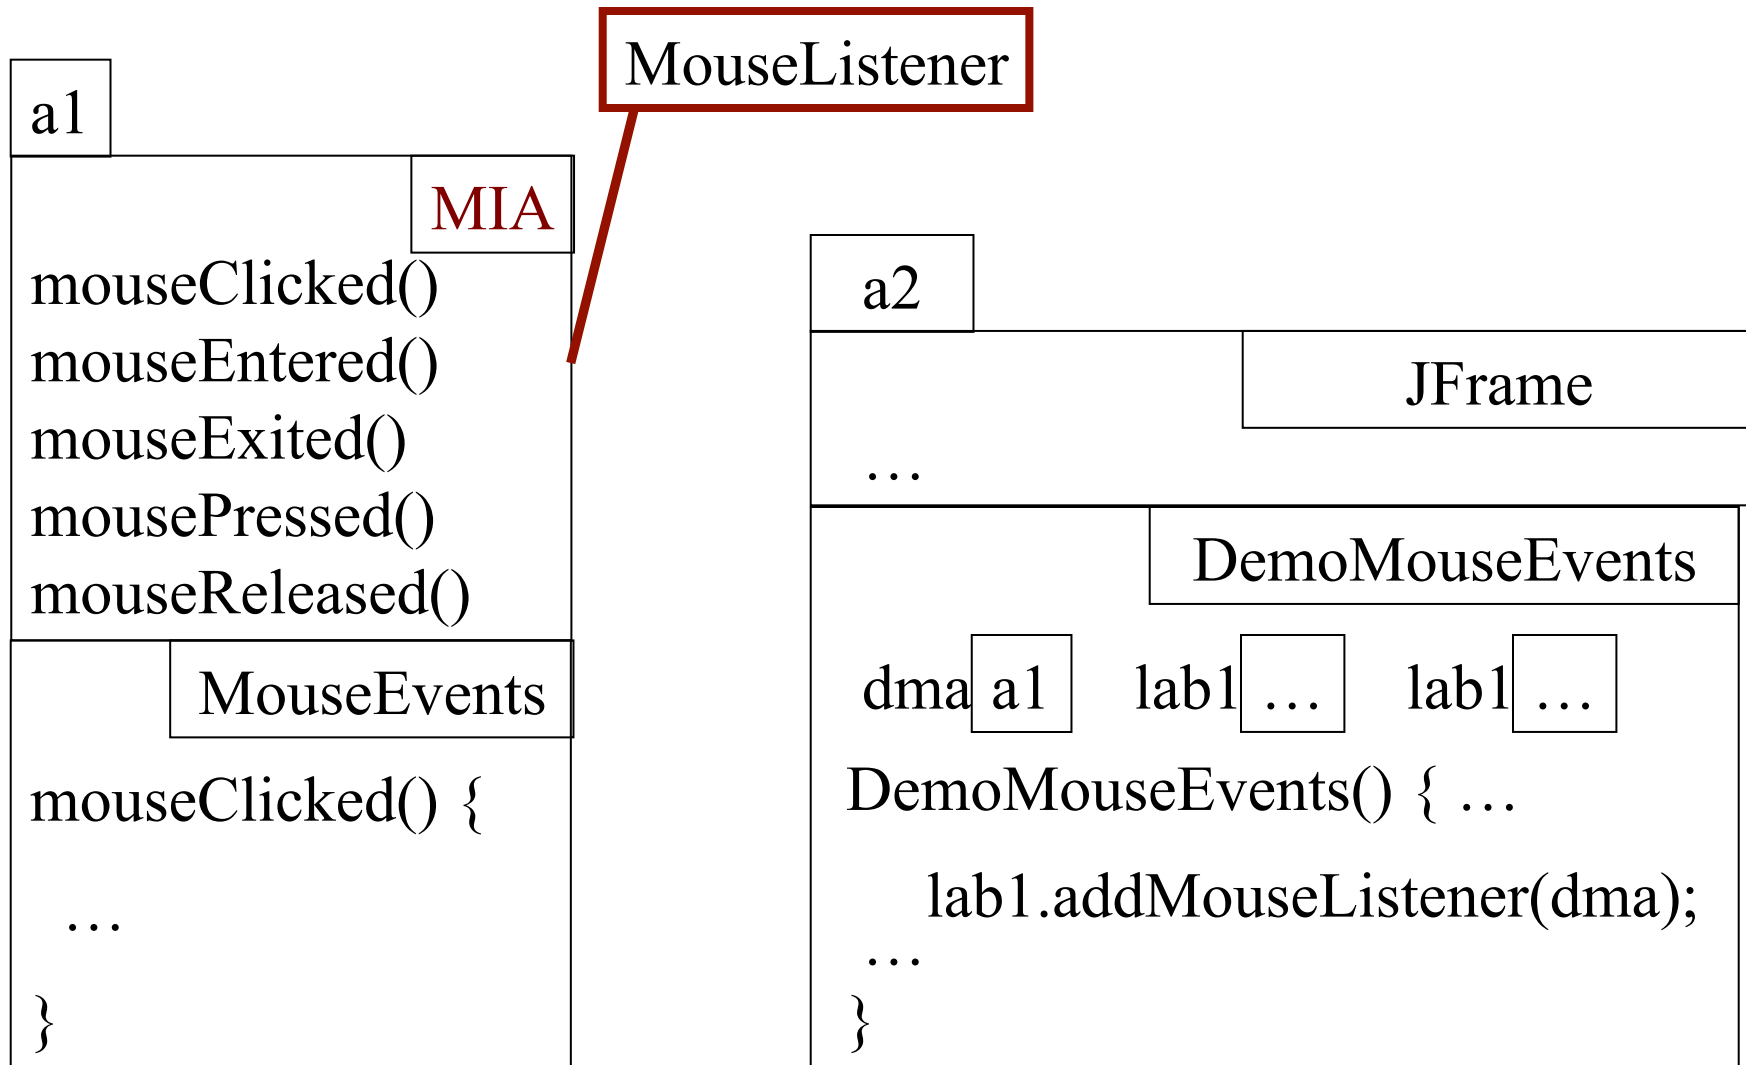 MouseListener
a1
MIA
mouseClicked()
mouseEntered()
mouseExited()
mousePressed()
mouseReleased()
MouseEvents
mouseClicked() {
…
}
a2
JFrame
…
DemoMouseEvents
dma a1 lab1 … lab1 …
DemoMouseEvents() { …
lab1.addMouseListener(dma);
…
}